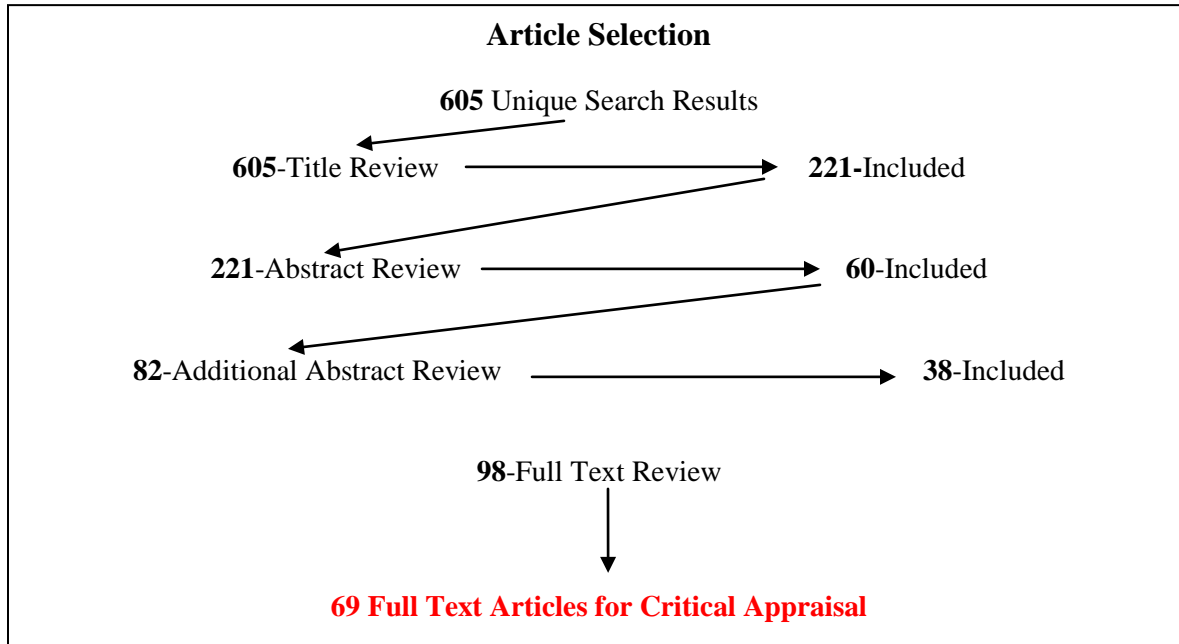 Article Selection
605 Unique Search Results
605-Title Review 221-Included
221-Abstract Review 60-Included
82-Additional Abstract Review 38-Included
98-Full Text Review
69 Full Text Articles for Critical Appraisal